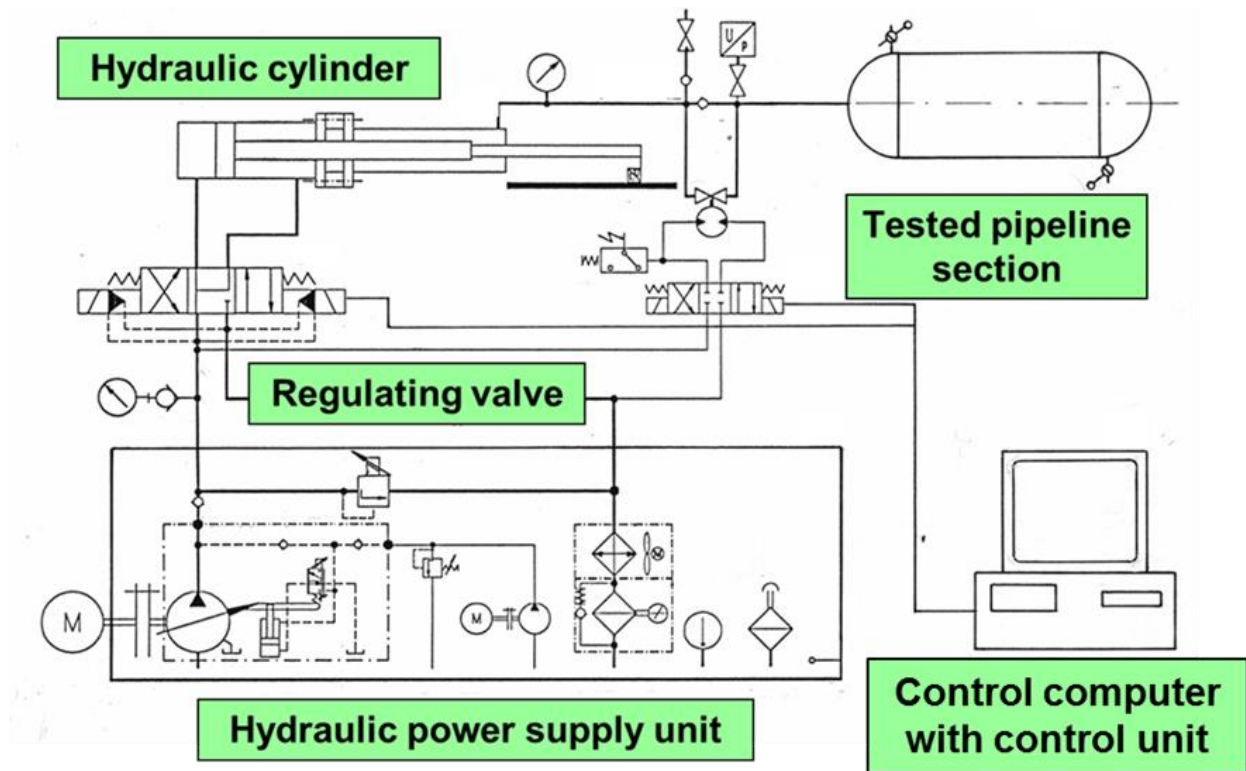 Hydraulic cylinder
U
P
Tested pipeline
section
Regulating valve
M
M
Hydraulic power supply unit
Control computer
with control unit